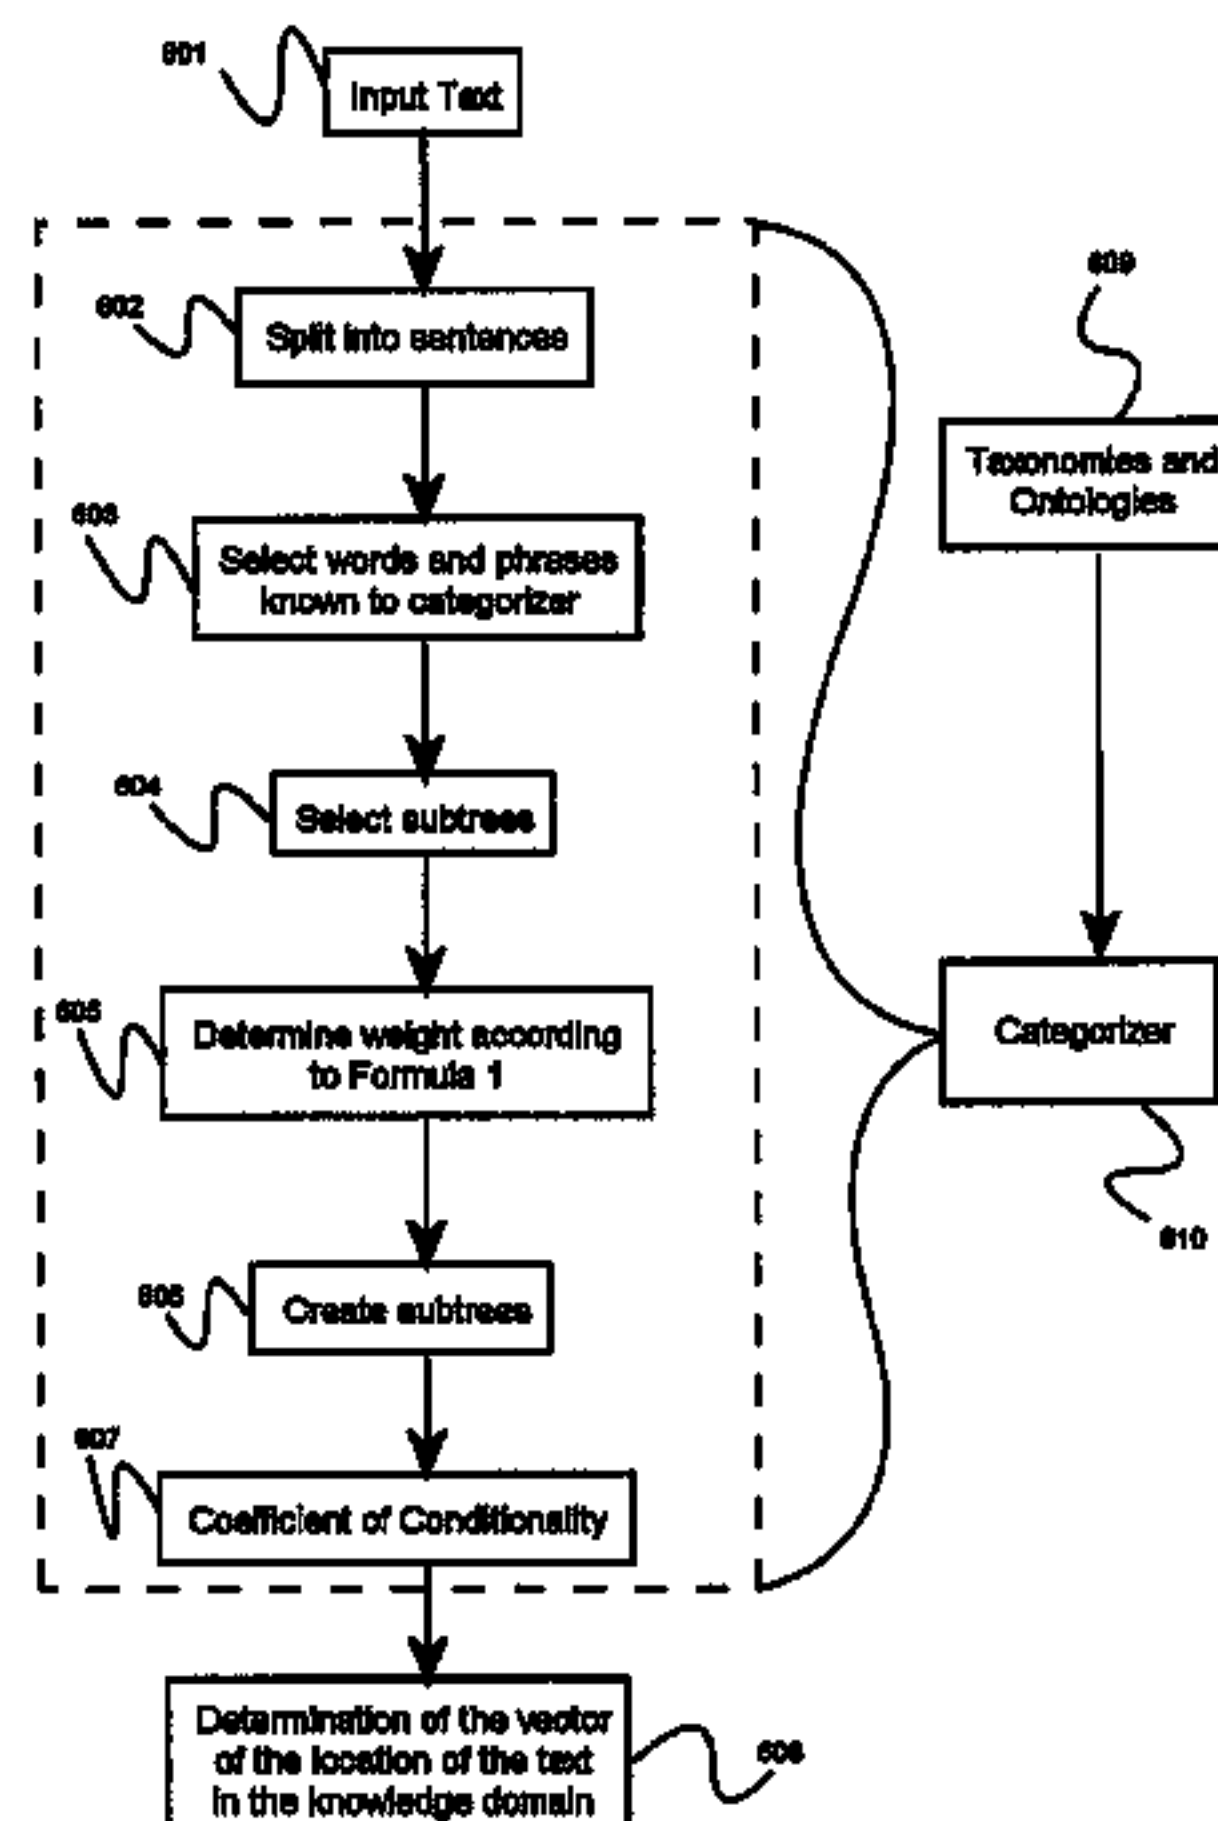 601
Input Text
602
Split into sentences
609
Taxonomies and
Ontologies
603
Select words and phrases
known to categorizer
604
Select subtrees
605
Determine weight according
to Formula 1
Categorizer
610
606
Create subtrees
607
Coefficient of Conditionality
Determination of the vector
of the location of the text
in the knowledge domain
608